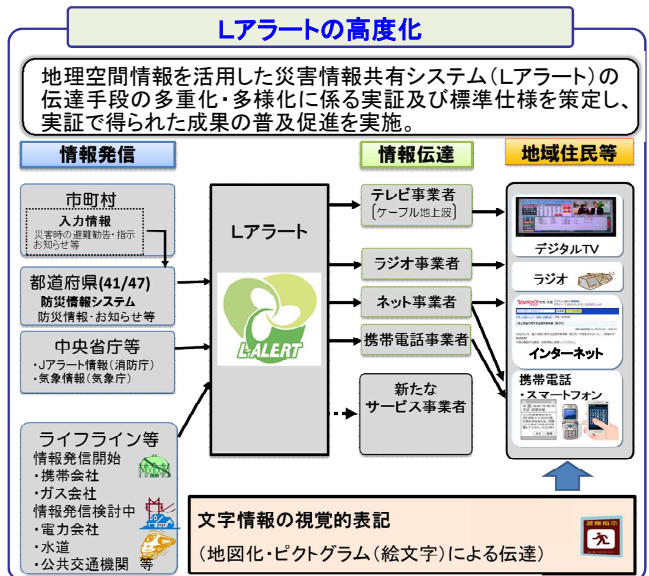 Lアラートの高度化
地理空間情報を活用した災害情報共有システム(Lアラート)の
伝達手段の多重化・多様化に係る実証及び標準仕様を策定し、
実証で得られた成果の普及促進を実施。
情報発信
情報伝達
地域住民等
市町村
入力情報
災害時の避難勧告・指示
お知らせ等
都道府県(41/47)
防災情報システム
防災情報・お知らせ等
中央省庁等
・Jアラート情報(消防庁)
・気象情報(気象庁)
ライフライン等
情報発信開始
・携帯会社
・ガス会社
情報発信検討中
・電力会社
・水道
・公共交通機関 等
Lアラート
L-ALERT
テレビ事業者
(ケーブル地上波)
ラジオ事業者
ネット事業者
携帯電話事業者
新たな
サービス事業者
デジタルTV
ラジオ
インターネット
携帯電話
・スマートフォン
文字情報の視覚的表記
(地図化・ピクトグラム(絵文字)による伝達)
避難指示